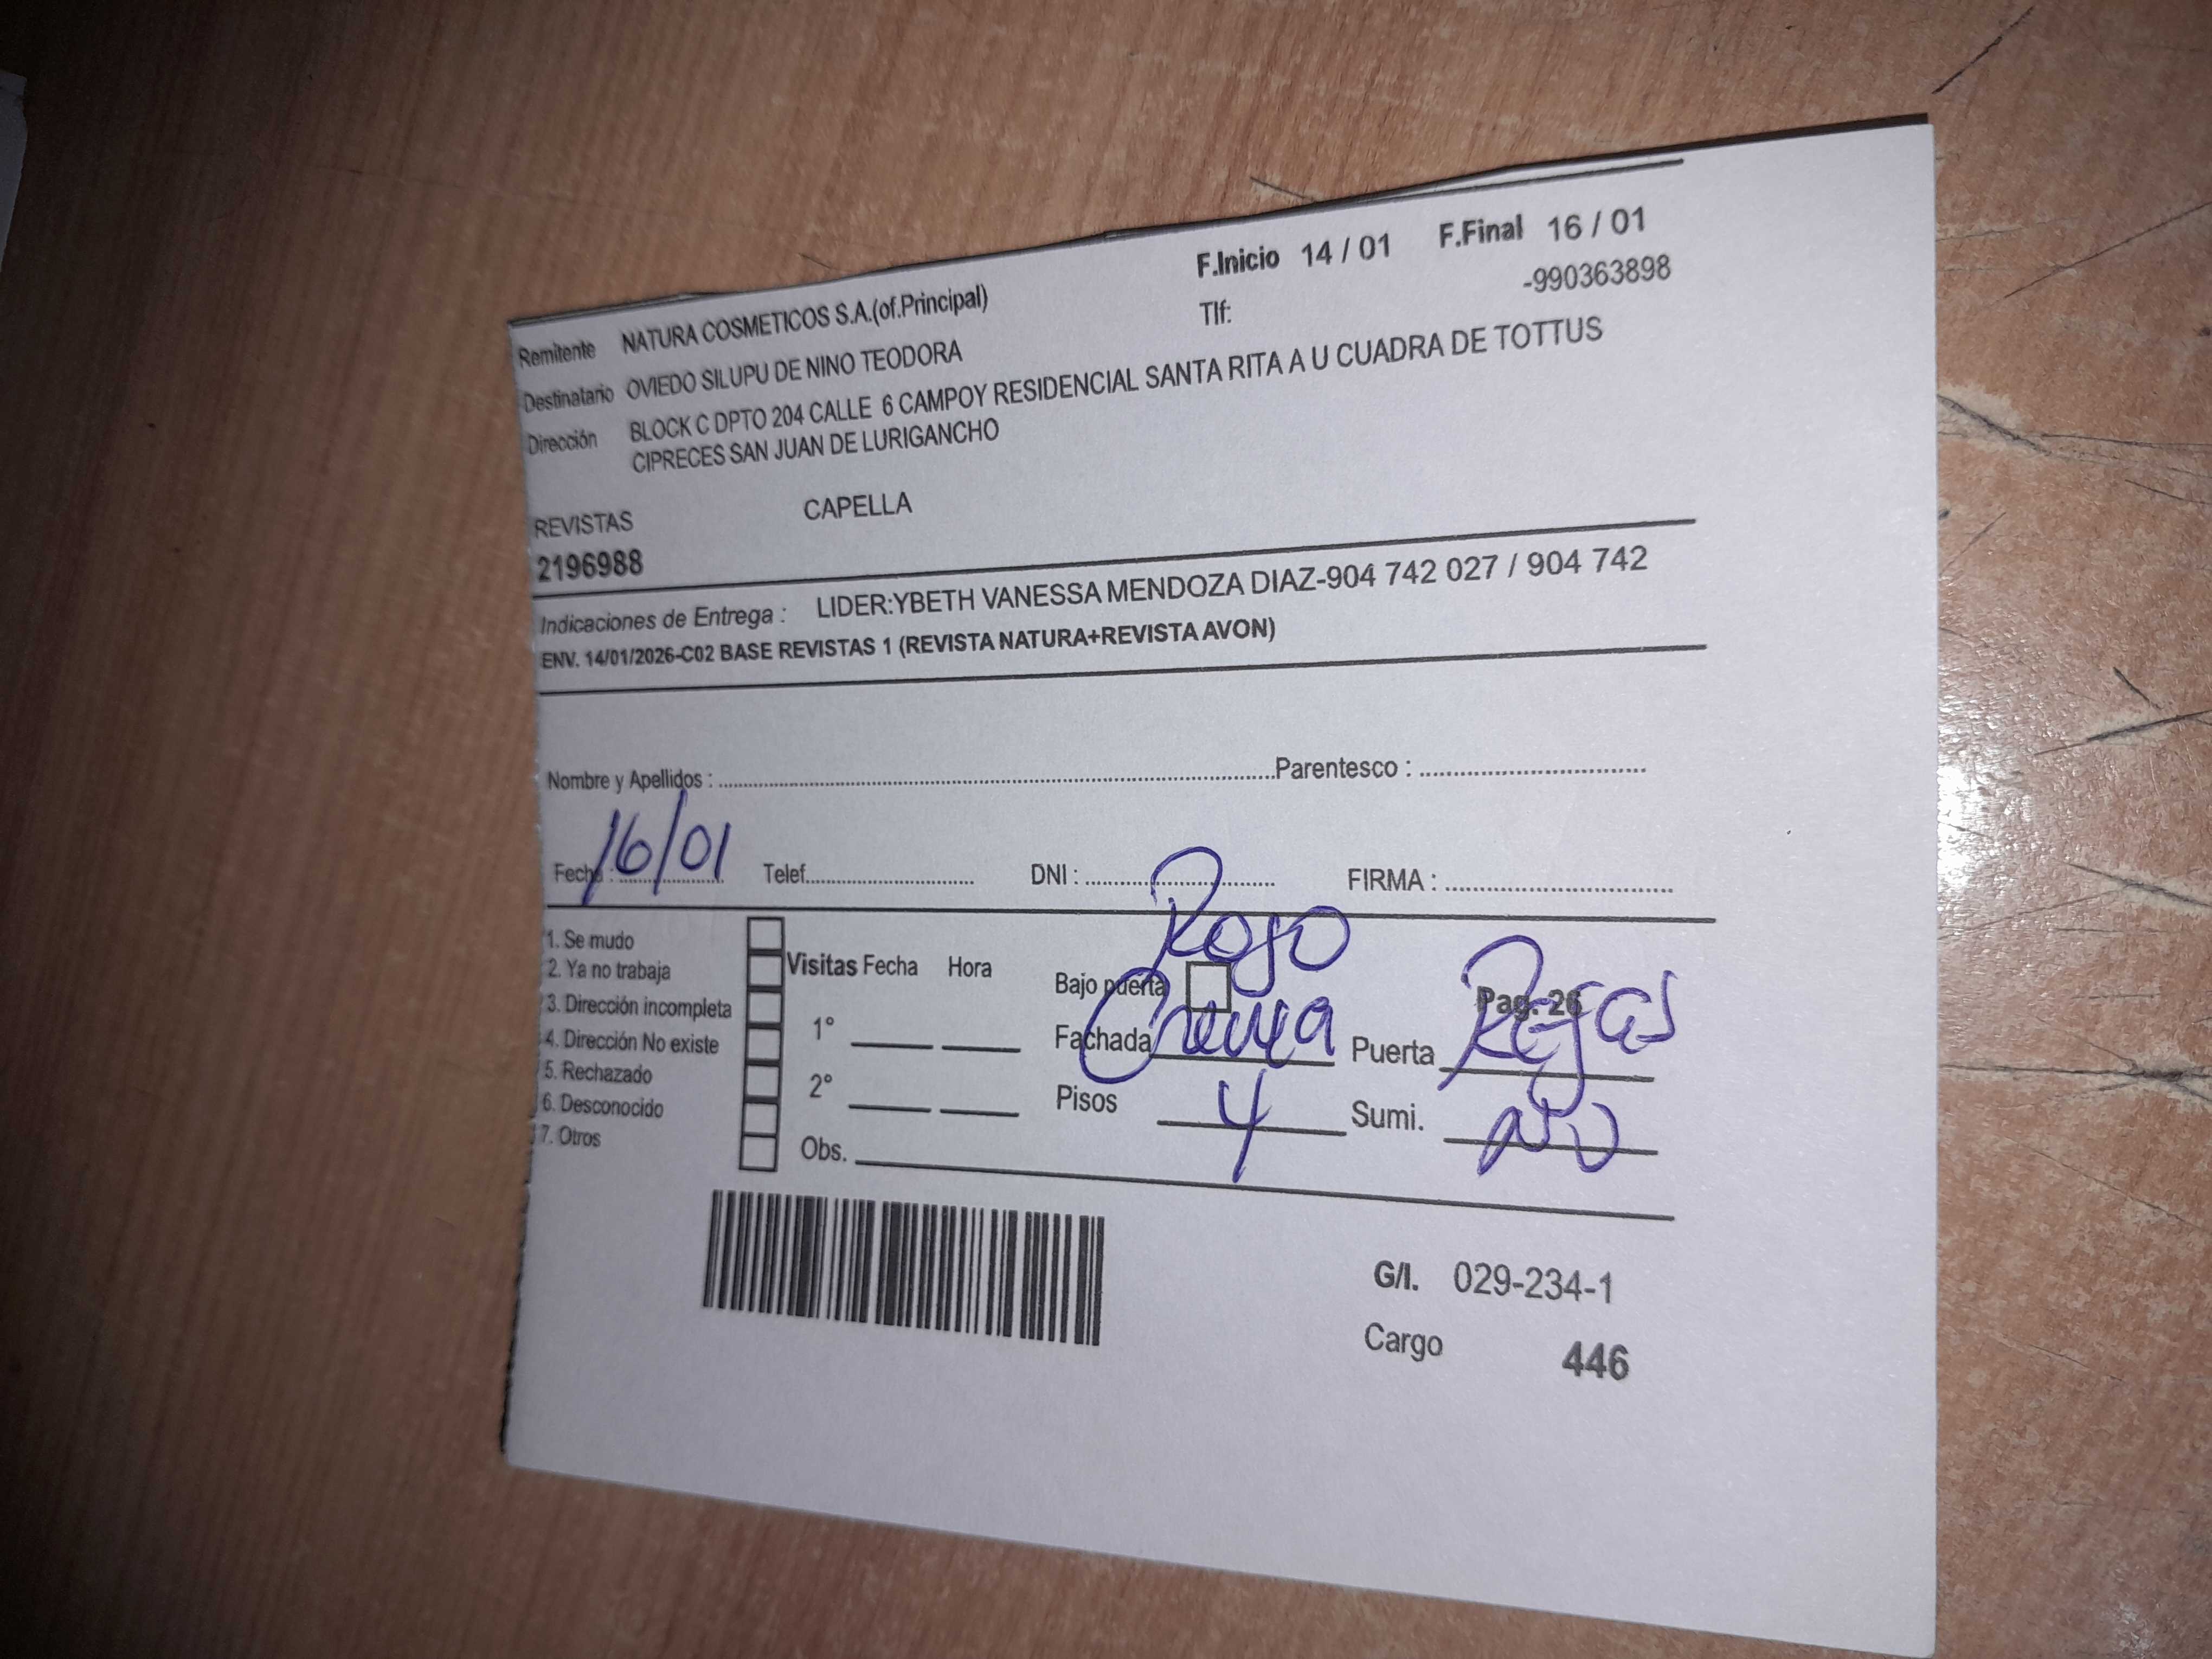 F.Inicio 14 / 01 F.Final 16 / 01
Remitente NATURA COSMETICOS S.A.(of.Principal) Tlf: -990363898
Destinatario OVIEDO SILUPU DE NINO TEODORA
Dirección BLOCK C DPTO 204 CALLE 6 CAMPOY RESIDENCIAL SANTA RITA A U CUADRA DE TOTTUS
CIPRECES SAN JUAN DE LURIGANCHO
REVISTAS CAPELLA
2196988
Indicaciones de Entrega : LIDER:YBETH VANESSA MENDOZA DIAZ-904 742 027 / 904 742
ENV. 14/01/2026-C02 BASE REVISTAS 1 (REVISTA NATURA+REVISTA AVON)
Nombre y Apellidos : Parentesco :
Fecha : 16/01 Telef. DNI : FIRMA :
Rojo
1. Se mudo
2. Ya no trabaja
3. Dirección incompleta
4. Dirección No existe
5. Rechazado
6. Desconocido
7. Otros
Visitas Fecha Hora
1°
2°
Obs.
Bajo puerta Pag. 26
Fachada Crema Puerta Rejas
Pisos 4 Sumi. NO
G/I. 029-234-1
Cargo 446